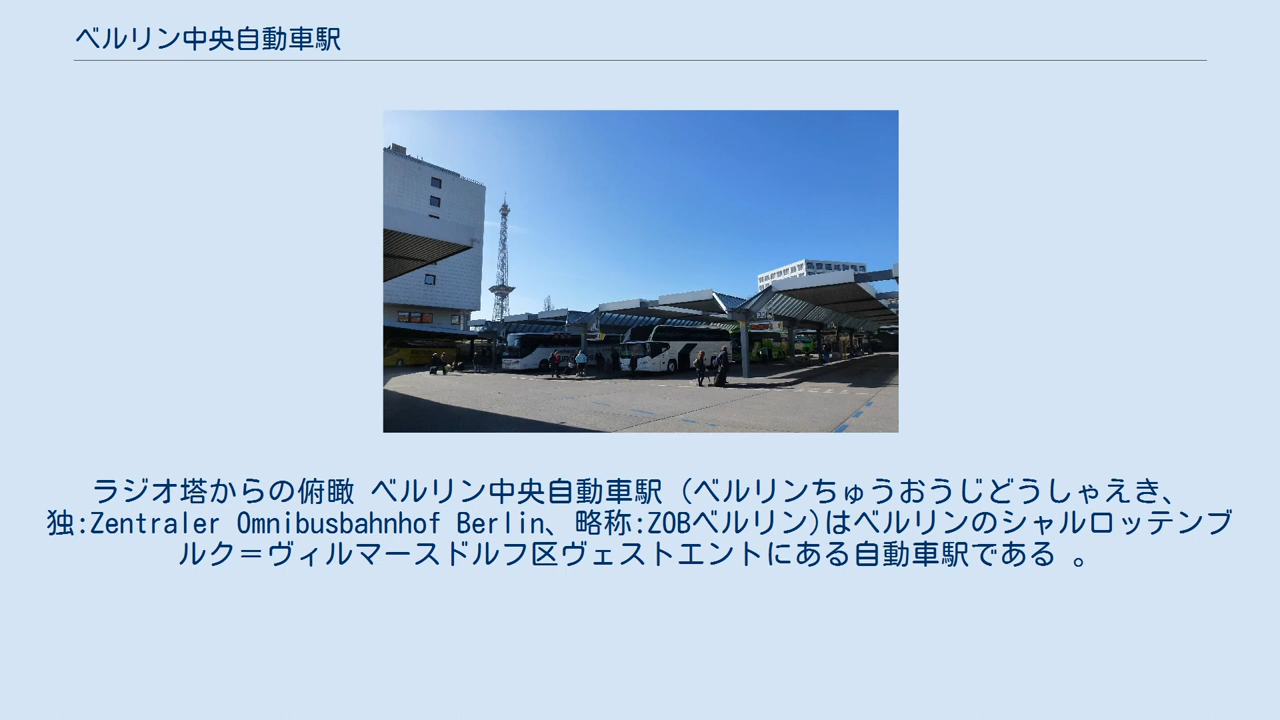 ベルリン中央自動車駅
ラジオ塔からの俯瞰 ベルリン中央自動車駅 (ベルリンちゅうおうじどうしゃえき、
独:Zentraler Omnibusbahnhof Berlin、略称:ZOBベルリン)はベルリンのシャルロッテンブ
ルク＝ヴィルマースドルフ区ヴェストエントにある自動車駅である 。